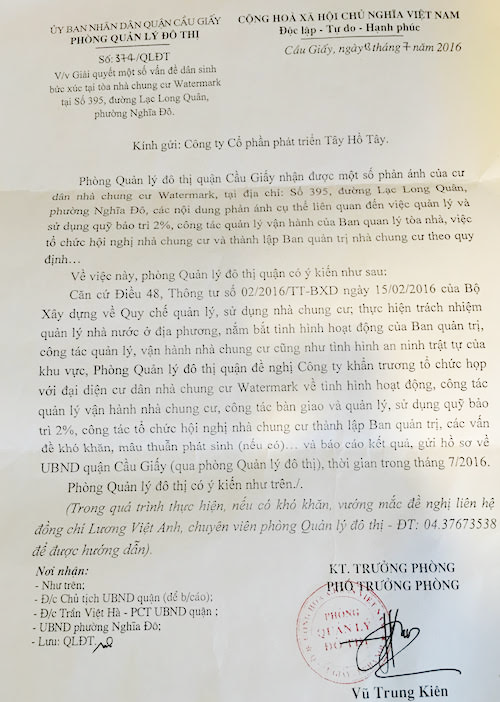 ỦY BAN NHÂN DÂN QUẬN CẦU GIẤY
PHÒNG QUẢN LÝ ĐÔ THỊ
Số: 374/QLĐT
V/v Giải quyết một số vấn đề dân sinh
bức xúc tại tòa nhà chung cư Watermark
tại Số 395, đường Lạc Long Quân,
phường Nghĩa Đô.
CỘNG HOÀ XÃ HỘI CHỦ NGHĨA VIỆT NAM
Độc lập - Tự do - Hạnh phúc
Cầu Giấy, ngày tháng 7 năm 2016
Kính gửi: Công ty Cổ phần phát triển Tây Hồ Tây.
Phòng Quản lý đô thị quận Cầu Giấy nhận được một số phản ánh của cư
dân nhà chung cư Watermark, tại địa chỉ: Số 395, đường Lạc Long Quân,
phường Nghĩa Đô, các nội dung phản ánh cụ thể liên quan đến việc quản lý và
sử dụng quỹ bảo trì 2%, công tác quản lý vận hành của Ban quan lý tòa nhà, việc
tổ chức hội nghị nhà chung cư và thành lập Ban quản trị nhà chung cư theo quy
định…
Về việc này, phòng Quản lý đô thị quận có ý kiến như sau:
Căn cứ Điều 48, Thông tư số 02/2016/TT-BXD ngày 15/02/2016 của Bộ
Xây dựng về Quy chế quản lý, sử dụng nhà chung cư; thực hiện trách nhiệm
quản lý nhà nước ở địa phương, nắm bắt tình hình hoạt động của Ban quản trị,
công tác quản lý, vận hành nhà chung cư cũng như tình hình an ninh trật tự của
khu vực, Phòng Quản lý đô thị quận đề nghị Công ty khẩn trương tổ chức họp
với đại diện cư dân nhà chung cư Watermark về tình hình hoạt động, công tác
quản lý vận hành nhà chung cư, công tác bàn giao và quản lý, sử dụng quỹ bảo
trì 2%, công tác tổ chức hội nghị nhà chung cư thành lập Ban quản trị, các vấn
đề khó khăn, mâu thuẫn phát sinh (nếu có)… và báo cáo kết quả, gửi hồ sơ về
UBND quận Cầu Giấy (qua phòng Quản lý đô thị), thời gian trong tháng 7/2016.
Phòng Quản lý đô thị có ý kiến như trên./.
(Trong quá trình thực hiện, nếu có khó khăn, vướng mắc đề nghị liên hệ
đồng chí Lương Việt Anh, chuyên viên phòng Quản lý đô thị - ĐT: 04.37673538
để được hướng dẫn).
Nơi nhận:
- Như trên;
- Đ/c Chủ tịch UBND quận (để b/cáo);
- Đ/c Trần Việt Hà - PCT UBND quận ;
- UBND phường Nghĩa Đô;
- Lưu: QLĐT.
KT. TRƯỞNG PHÒNG
PHÓ TRƯỞNG PHÒNG
PHÒNG
QUẢN LÝ
ĐÔ THỊ
Vũ Trung Kiên